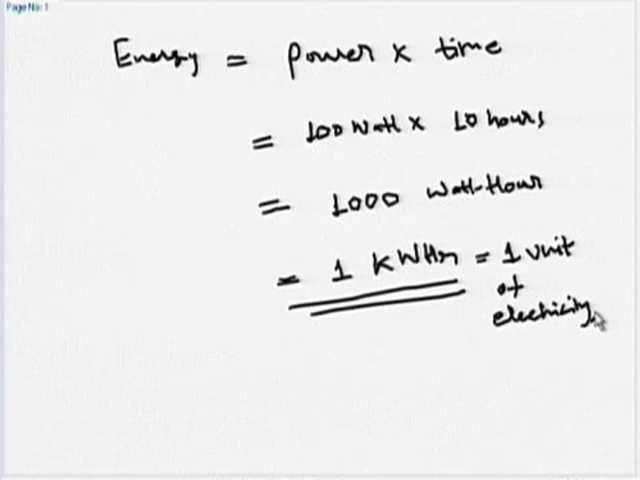 Page No: 1
Energy = Power x time
= 100 Watt x 10 hours
= 1000 Watt-Hour
= 1 KWHr = 1 unit
of
electricity.